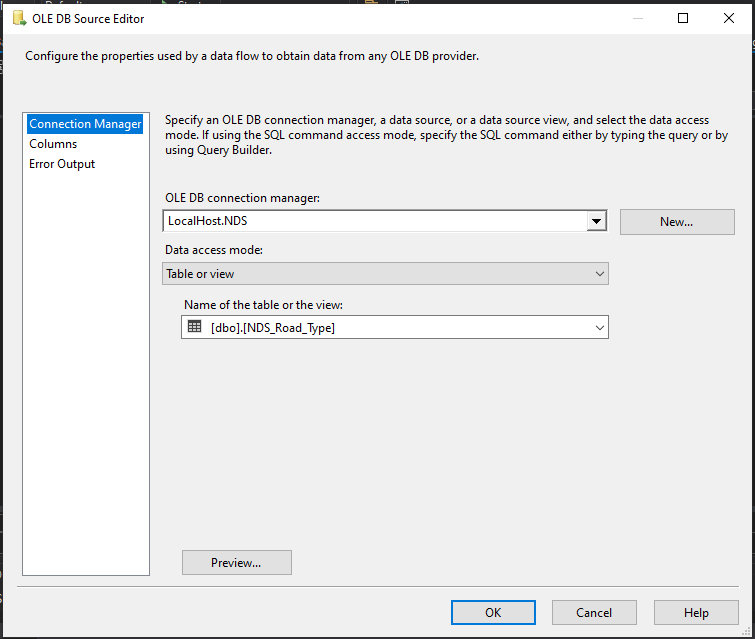 OLE DB Source Editor
Configure the properties used by a data flow to obtain data from any OLE DB provider.
Connection Manager
Columns
Error Output
Specify an OLE DB connection manager, a data source, or a data source view, and select the data access
mode. If using the SQL command access mode, specify the SQL command either by typing the query or by
using Query Builder.
OLE DB connection manager:
LocalHost.NDS
New...
Data access mode:
Table or view
Name of the table or the view:
[dbo].[NDS_Road_Type]
Preview...
OK
Cancel
Help